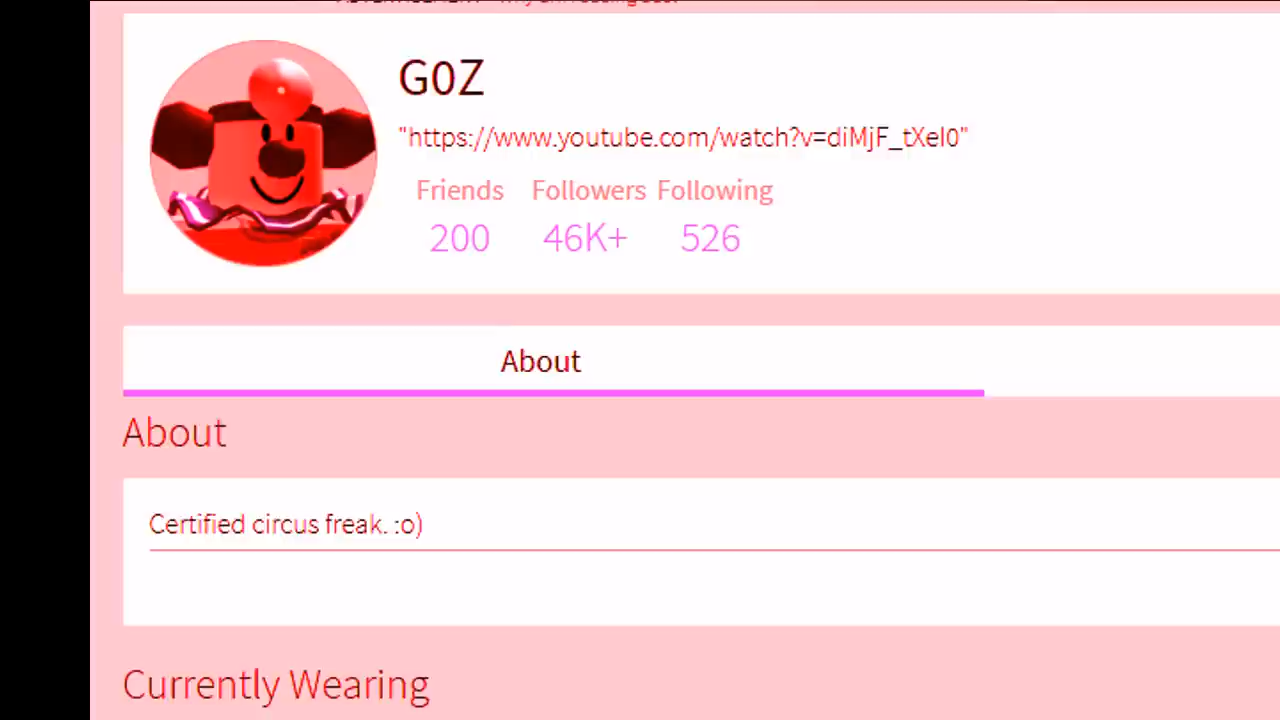 G0Z
"https://www.youtube.com/watch?v=diMjF_tXeI0"
Friends Followers Following
200 46K+ 526
About
About
Certified circus freak. :o)
Currently Wearing